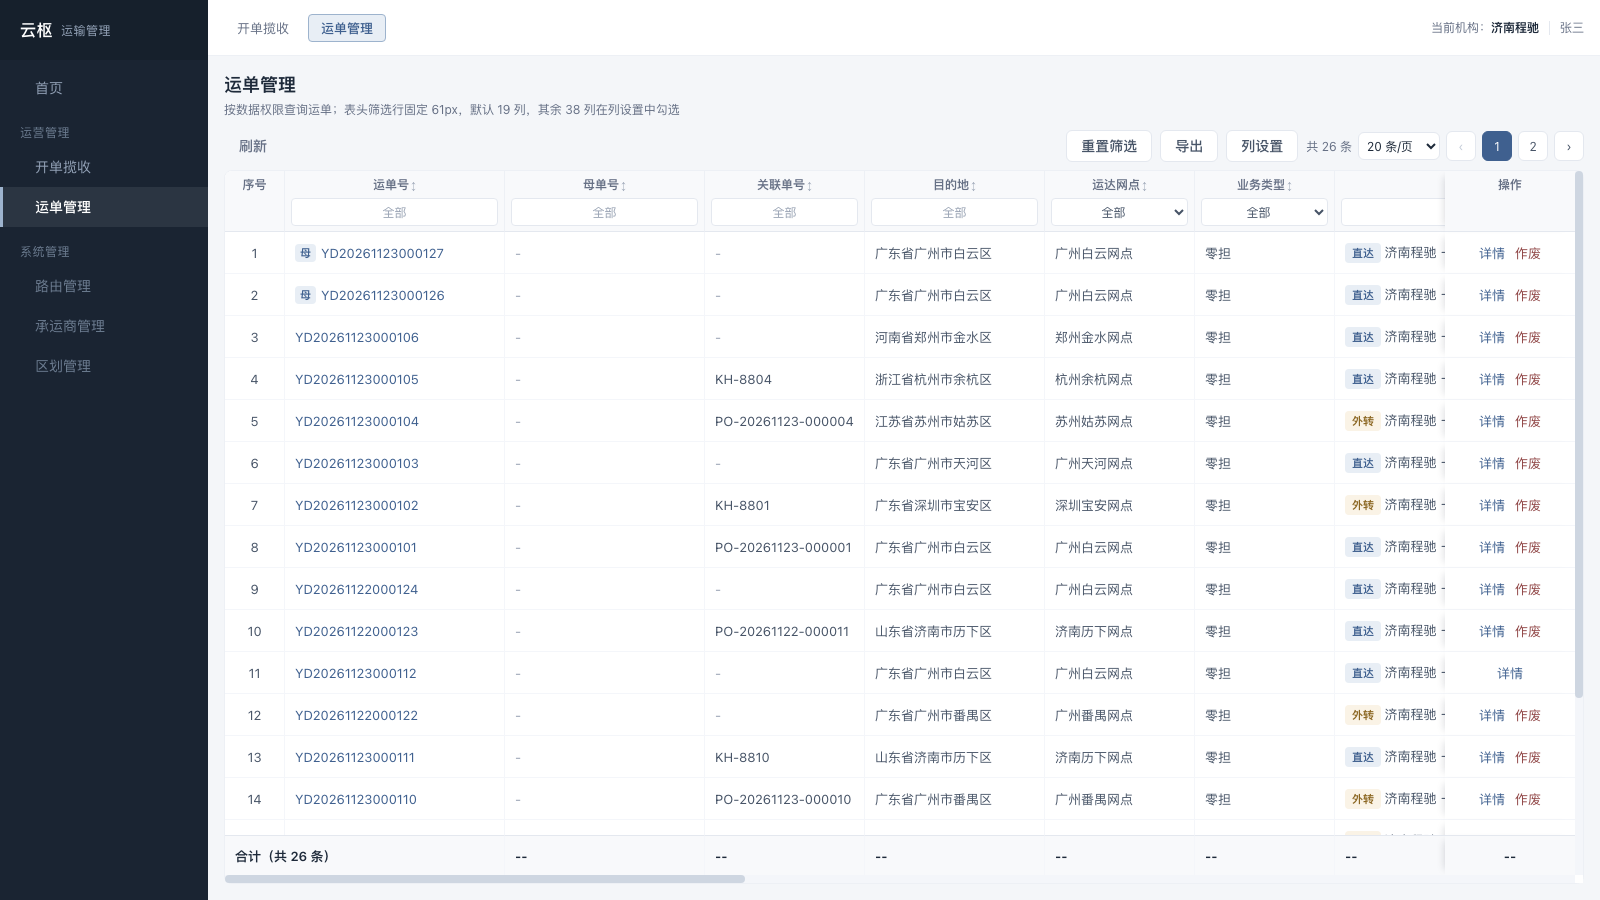 云枢 运输管理
首页
运营管理
开单揽收
运单管理
系统管理
路由管理
承运商管理
区划管理
开单揽收 运单管理 当前机构: 济南程驰 张三
运单管理
按数据权限查询运单；表头筛选行固定 61px，默认 19 列，其余 38 列在列设置中勾选
刷新 重置筛选 导出 列设置 共 26 条 20 条/页 ‹ 1 2 ›
序号 运单号↕ 母单号↕ 关联单号↕ 目的地↕ 运达网点↕ 业务类型↕ 操作
全部 全部 全部 全部 全部 全部
1 母 YD20261123000127 - - 广东省广州市白云区 广州白云网点 零担 直达 济南程驰 详情 作废
2 母 YD20261123000126 - - 广东省广州市白云区 广州白云网点 零担 直达 济南程驰 详情 作废
3 YD20261123000106 - - 河南省郑州市金水区 郑州金水网点 零担 直达 济南程驰 详情 作废
4 YD20261123000105 - KH-8804 浙江省杭州市余杭区 杭州余杭网点 零担 直达 济南程驰 详情 作废
5 YD20261123000104 - PO-20261123-000004 江苏省苏州市姑苏区 苏州姑苏网点 零担 外转 济南程驰 详情 作废
6 YD20261123000103 - - 广东省广州市天河区 广州天河网点 零担 直达 济南程驰 详情 作废
7 YD20261123000102 - KH-8801 广东省深圳市宝安区 深圳宝安网点 零担 外转 济南程驰 详情 作废
8 YD20261123000101 - PO-20261123-000001 广东省广州市白云区 广州白云网点 零担 直达 济南程驰 详情 作废
9 YD20261122000124 - - 广东省广州市白云区 广州白云网点 零担 直达 济南程驰 详情 作废
10 YD20261122000123 - PO-20261122-000011 山东省济南市历下区 济南历下网点 零担 直达 济南程驰 详情 作废
11 YD20261122000112 - - 广东省广州市白云区 广州白云网点 零担 直达 济南程驰 详情
12 YD20261122000122 - - 广东省广州市番禺区 广州番禺网点 零担 外转 济南程驰 详情 作废
13 YD20261123000111 - KH-8810 山东省济南市历下区 济南历下网点 零担 直达 济南程驰 详情 作废
14 YD20261123000110 - PO-20261123-000010 广东省广州市番禺区 广州番禺网点 零担 外转 济南程驰 详情 作废
合计（共 26 条） -- -- -- -- -- -- --